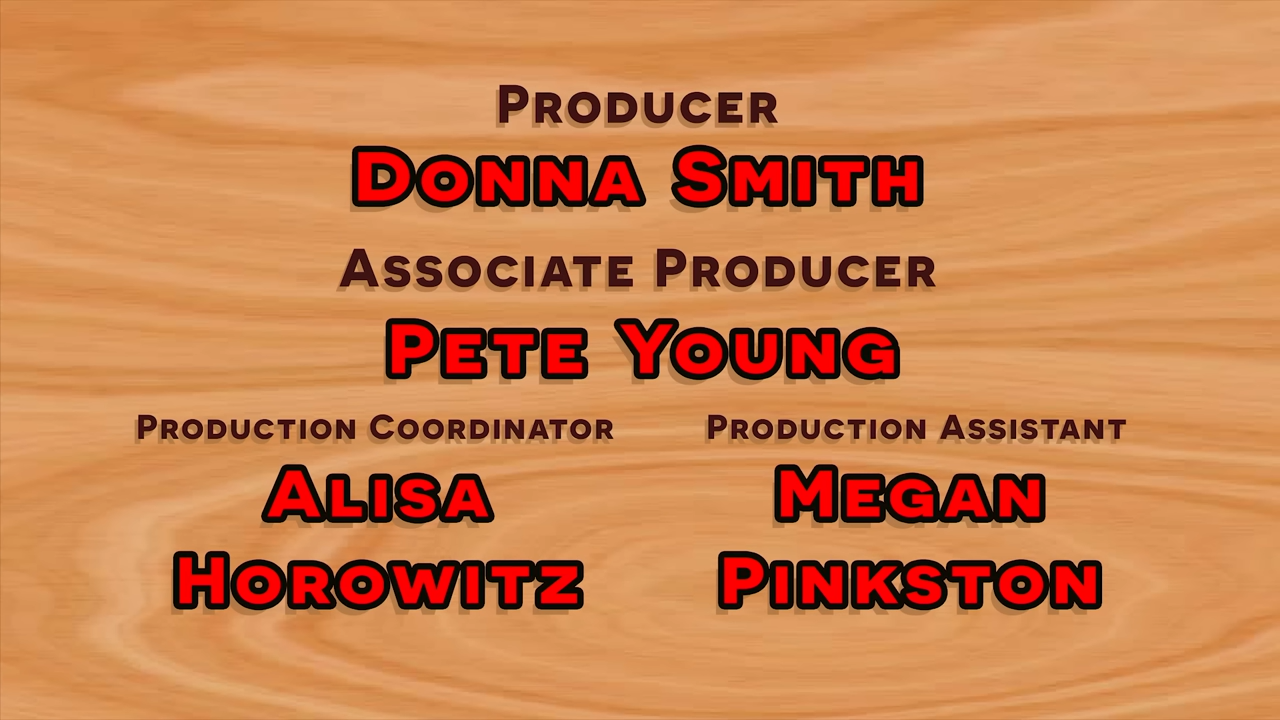 Producer
Donna Smith
Associate Producer
Pete Young
Production Coordinator
Alisa
Horowitz
Production Assistant
Megan
Pinkston